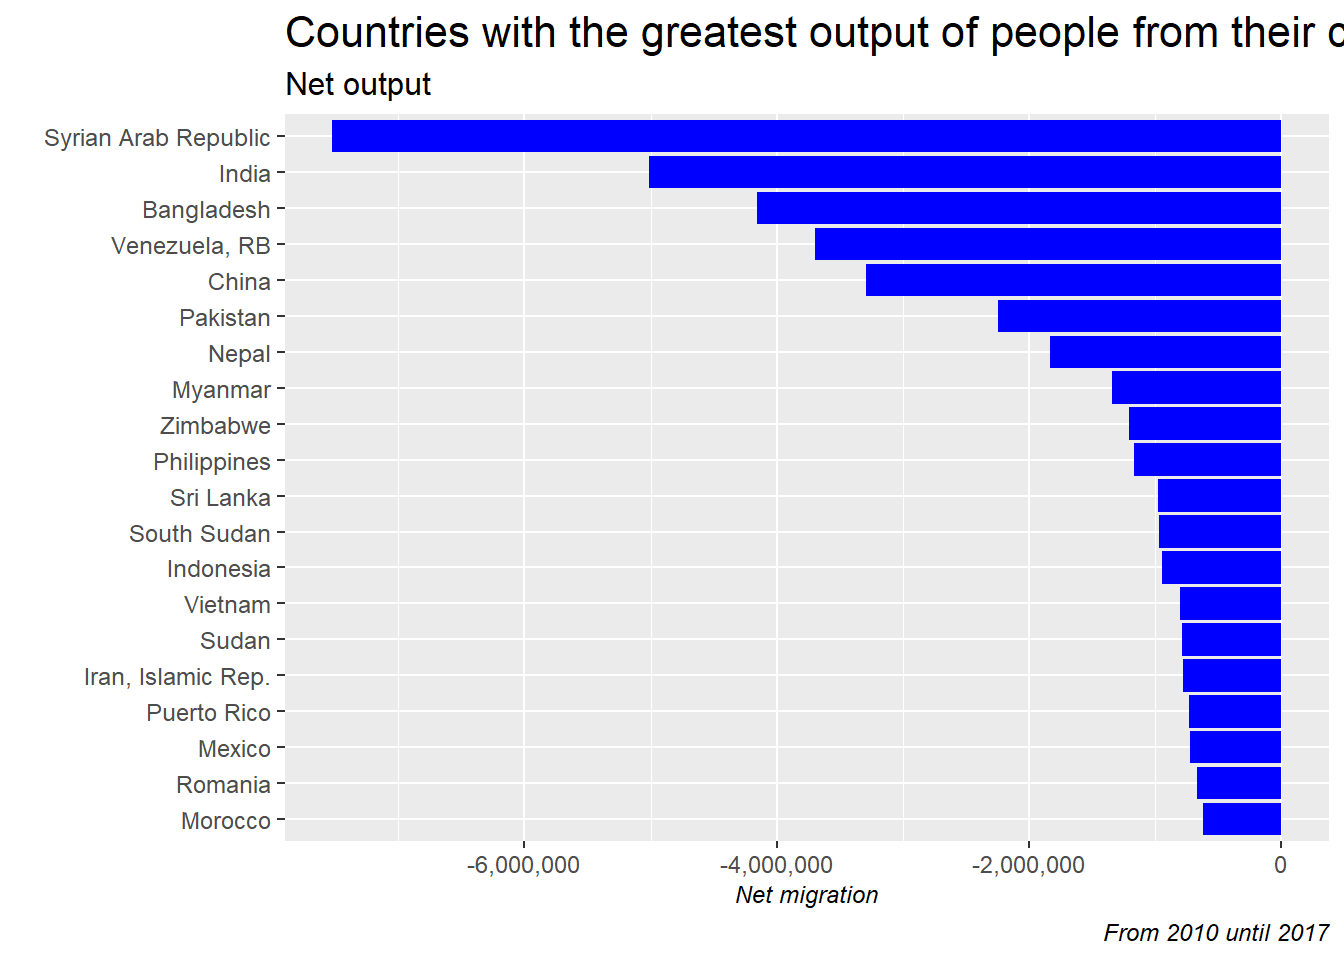 Countries with the greatest output of people from their
Net output
Syrian Arab Republic
India
Bangladesh
Venezuela, RB
China
Pakistan
Nepal
Myanmar
Zimbabwe
Philippines
Sri Lanka
South Sudan
Indonesia
Vietnam
Sudan
Iran, Islamic Rep.
Puerto Rico
Mexico
Romania
Morocco
-6,000,000 -4,000,000 -2,000,000 0
Net migration
From 2010 until 2017